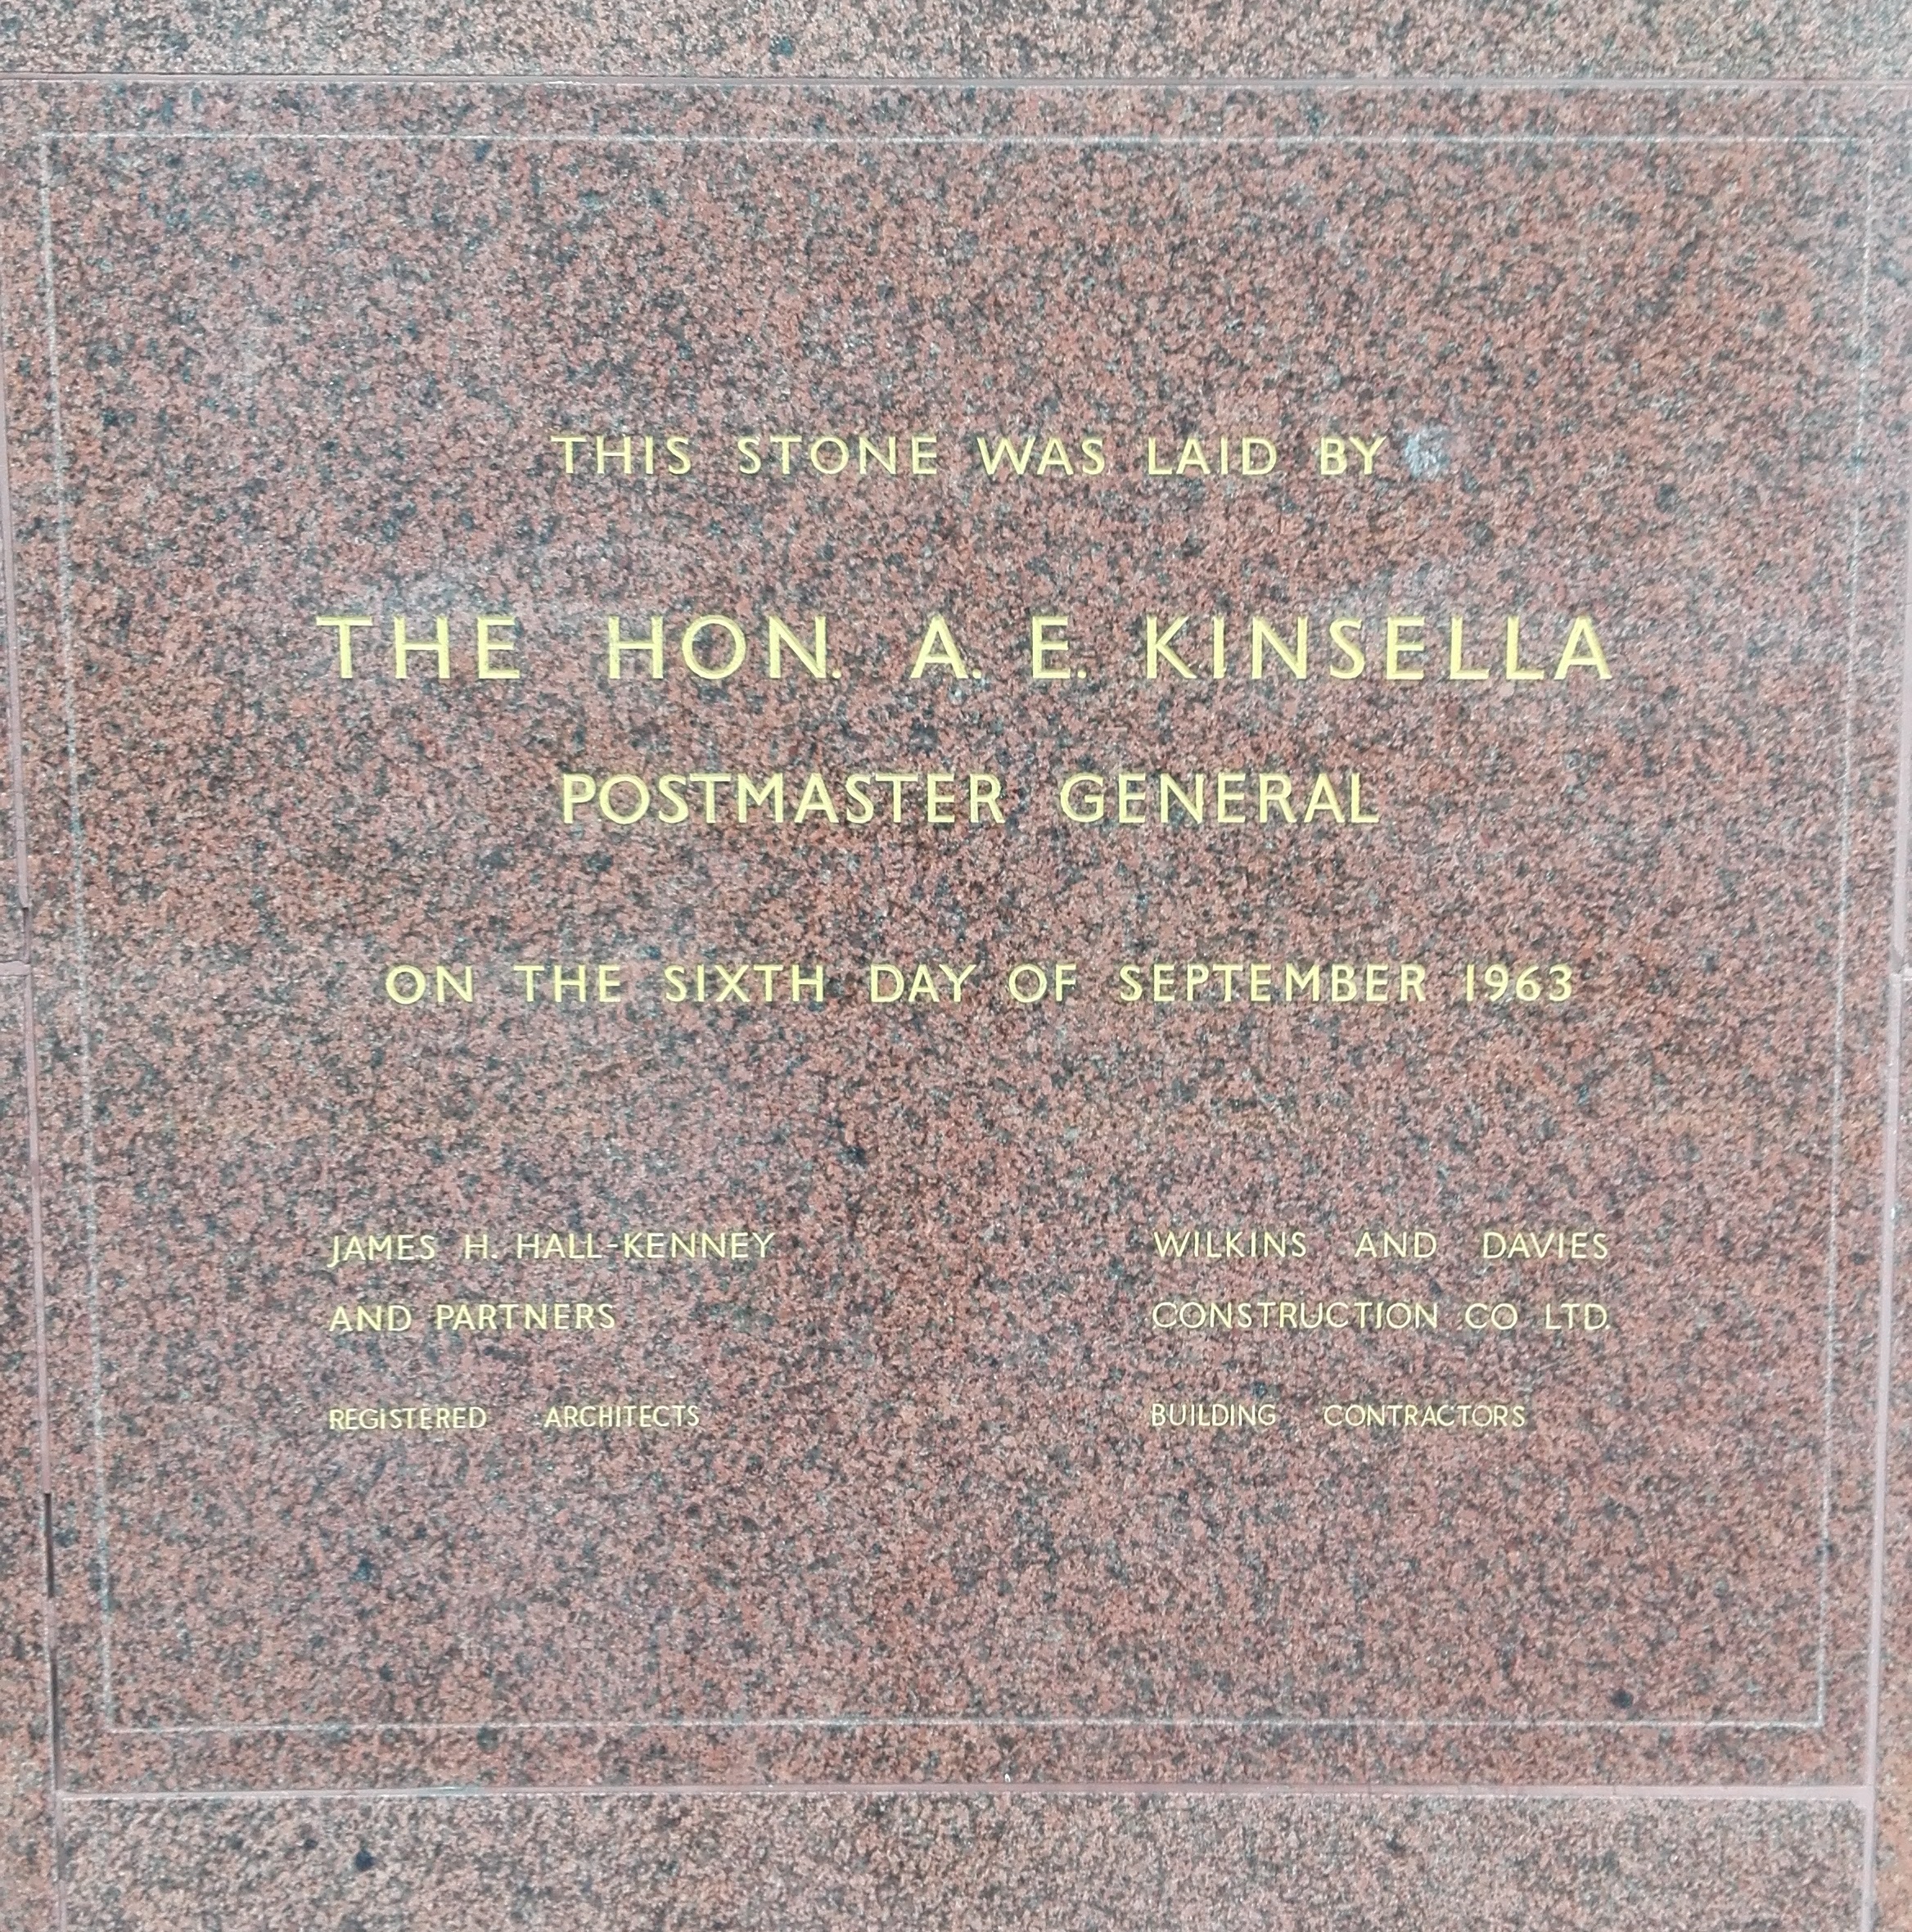 THIS STONE WAS LAID BY
THE HON. A. E. KINSELLA
POSTMASTER GENERAL
ON THE SIXTH DAY OF SEPTEMBER 1963
JAMES H. HALL-KENNEY
AND PARTNERS
REGISTERED ARCHITECTS
WILKINS AND DAVIES
CONSTRUCTION CO LTD.
BUILDING CONTRACTORS